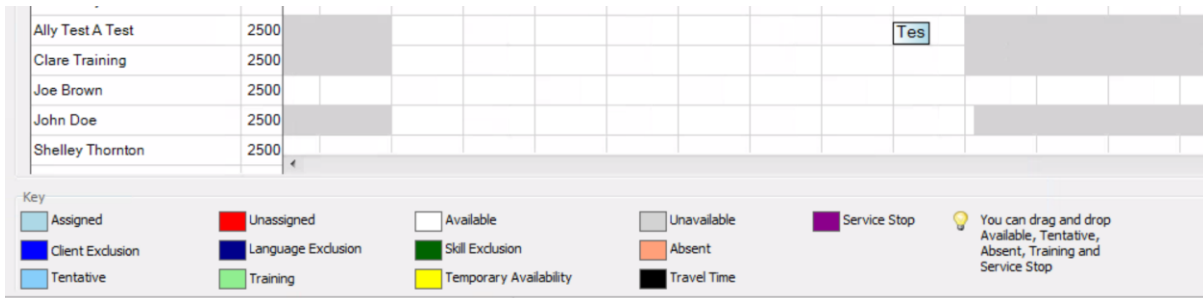 Ally Test A Test 2500 Tes
Clare Training 2500
Joe Brown 2500
John Doe 2500
Shelley Thornton 2500
Key
Assigned Unassigned Available Unavailable Service Stop You can drag and drop
Available, Tentative,
Client Exclusion Language Exclusion Skill Exclusion Absent Absent, Training and
Service Stop
Tentative Training Temporary Availability Travel Time